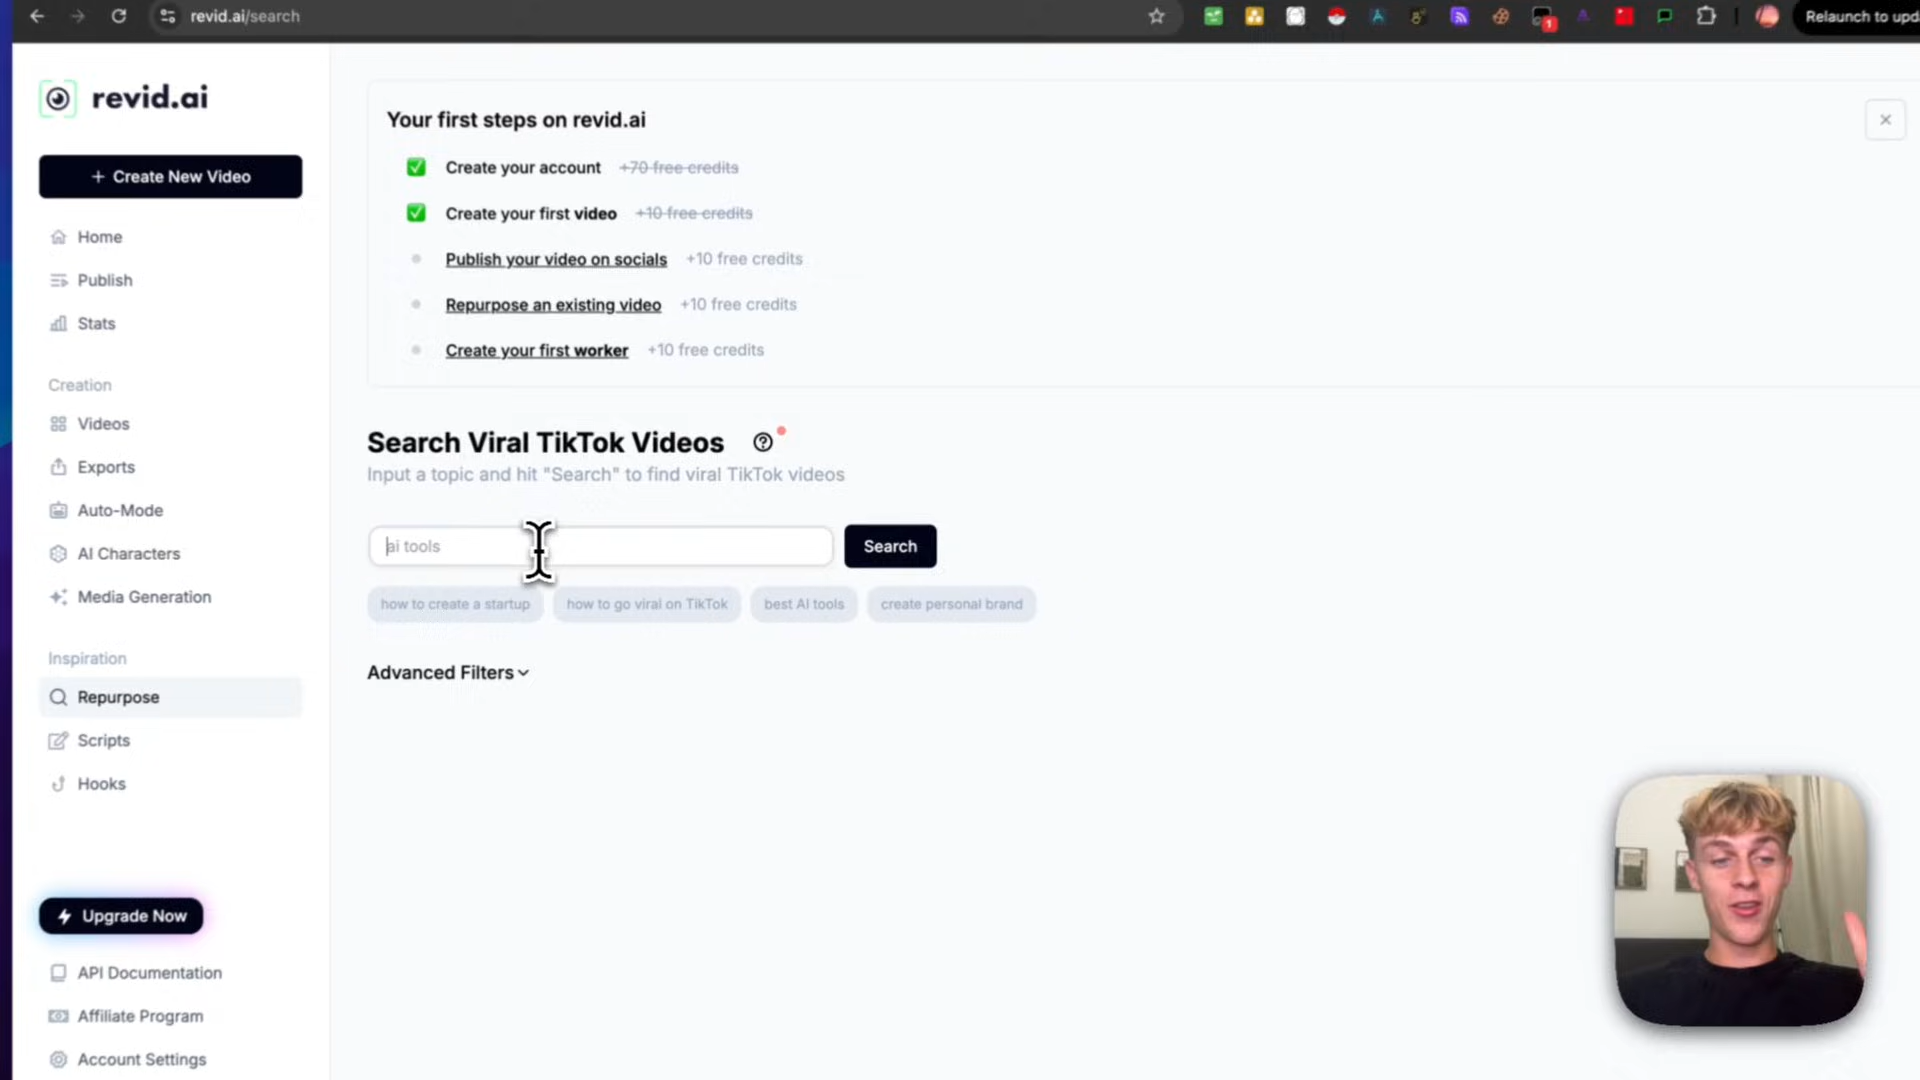 revid.ai/search
Relaunch to upd
revid.ai
+ Create New Video
Home
Publish
Stats
Creation
Videos
Exports
Auto-Mode
AI Characters
Media Generation
Inspiration
Repurpose
Scripts
Hooks
Upgrade Now
API Documentation
Affiliate Program
Account Settings
Your first steps on revid.ai
Create your account +70 free credits
Create your first video +10 free credits
Publish your video on socials +10 free credits
Repurpose an existing video +10 free credits
Create your first worker +10 free credits
Search Viral TikTok Videos
Input a topic and hit "Search" to find viral TikTok videos
ai tools
Search
how to create a startup
how to go viral on TikTok
best AI tools
create personal brand
Advanced Filters
1